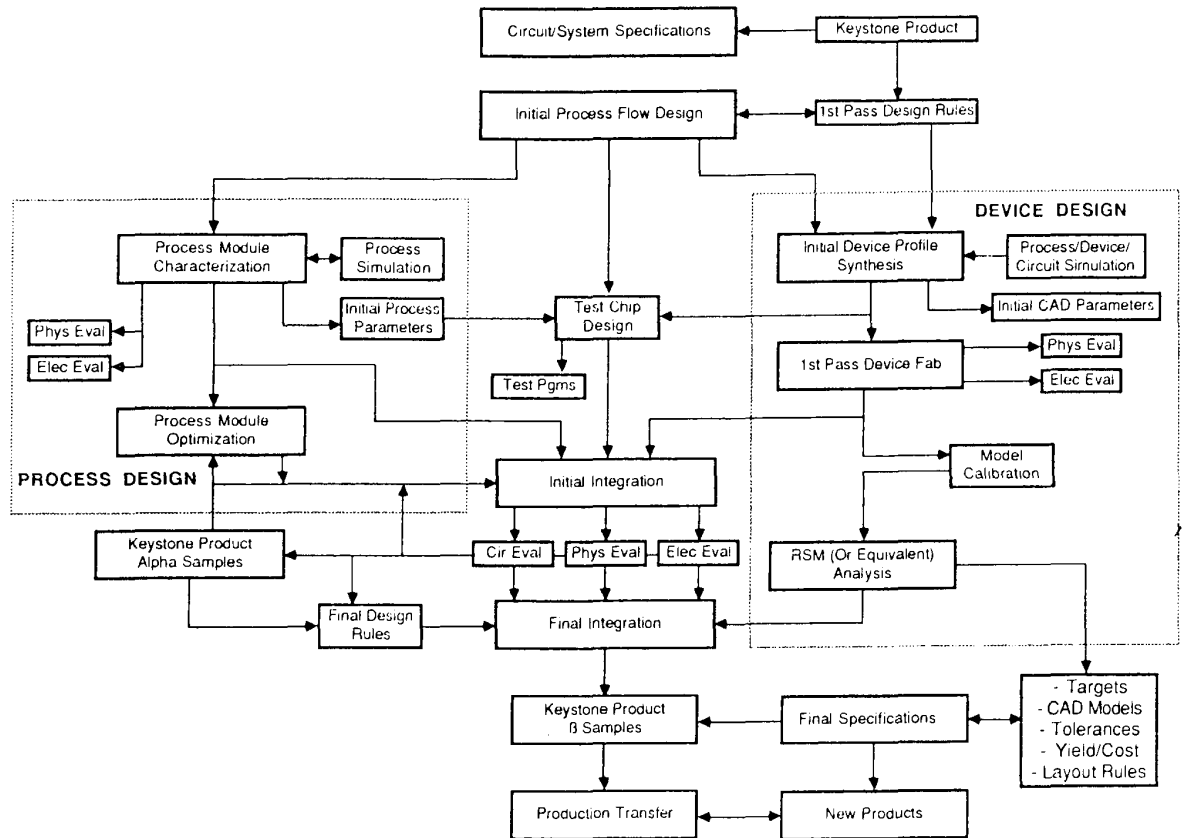 Circuit/System Specifications
Keystone Product
Initial Process Flow Design
1st Pass Design Rules
DEVICE DESIGN
Process Module
Characterization
Process
Simulation
Initial Device Profile
Synthesis
Process/Device/
Circuit Simulation
Initial Process
Parameters
Test Chip
Design
Initial CAD Parameters
Phys Eval
Elec Eval
Test Pgms
1st Pass Device Fab
Phys Eval
Elec Eval
Process Module
Optimization
PROCESS DESIGN
Initial Integration
Model
Calibration
Keystone Product
Alpha Samples
Cir Eval
Phys Eval
Elec Eval
RSM (Or Equivalent)
Analysis
Final Design
Rules
Final Integration
Keystone Product
β Samples
Final Specifications
- Targets
- CAD Models
- Tolerances
- Yield/Cost
- Layout Rules
Production Transfer
New Products